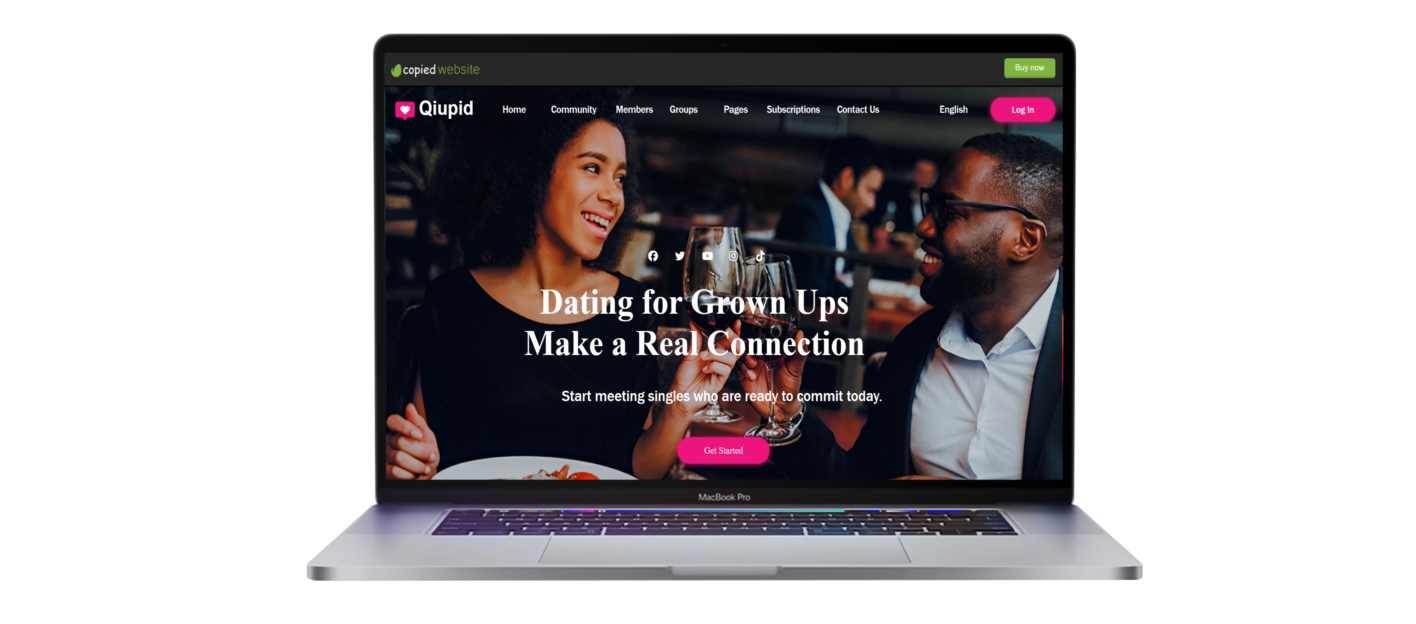 copied website
Buy now
Qiupid
Home Community Members Groups Pages Subscriptions Contact Us English Log In
Dating for Grown Ups
Make a Real Connection
Start meeting singles who are ready to commit today.
Get Started
MacBook Pro